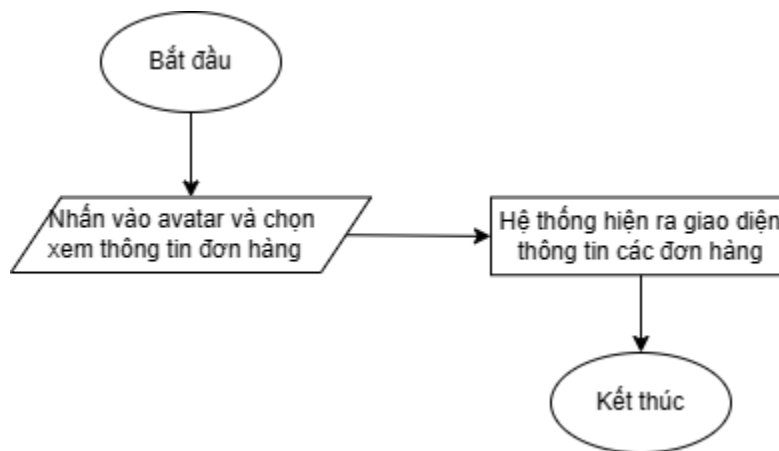 Bắt đầu
Nhấn vào avatar và chọn
xem thông tin đơn hàng
Hệ thống hiện ra giao diện
thông tin các đơn hàng
Kết thúc